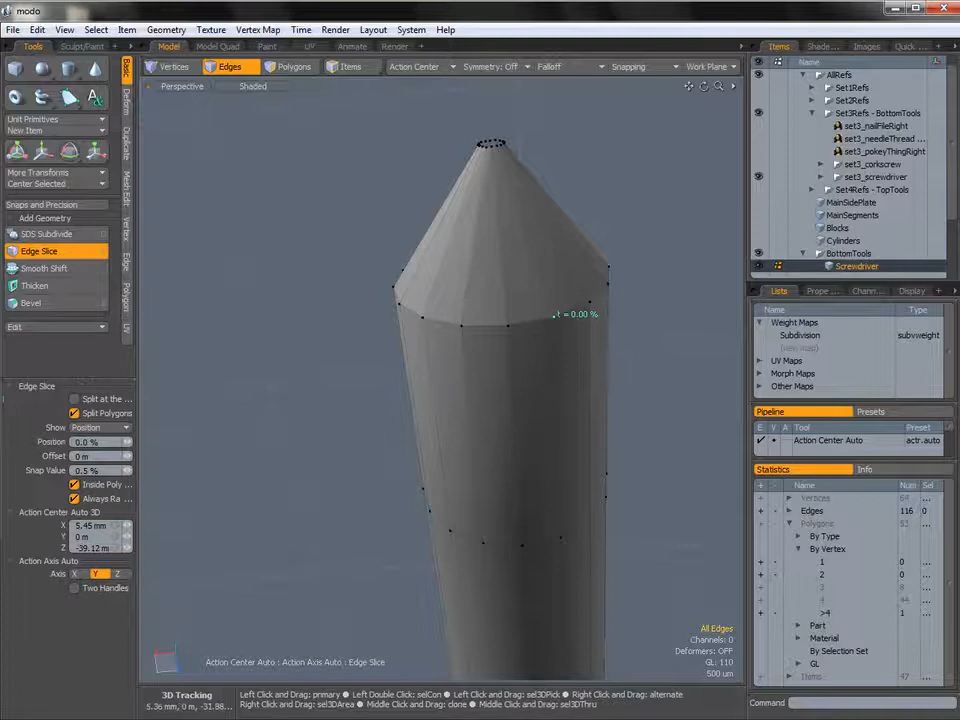 modo
File Edit View Select Item Geometry Texture Vertex Map Time Render Layout System Help
Tools Sculpt/Paint
Model Model Quad Paint UV Animate Render
Items Shade... Images Quick ...
Vertices Edges Polygons Items Action Center Symmetry: Off Falloff Snapping Work Plane
Perspective Shaded
Unit Primitives
New Item
More Transforms
Center Selected
Snaps and Precision
Add Geometry
SDS Subdivide
Edge Slice
Smooth Shift
Thicken
Bevel
Edit
Basic
Deform
Duplicate
Mesh Edit
Vertex
Edge
Polygon
UV
Edge Slice
Split at the ...
Split Polygons
Show Position
Position 0.0 %
Offset 0 m
Snap Value 0.5 %
Inside Poly ...
Always Ra ...
Action Center Auto 3D
X 5.45 mm
Y 0 m
Z -39.12 m
Action Axis Auto
Axis X Y Z
Two Handles
t = 0.00 %
All Edges
Channels: 0
Deformers: OFF
GL: 110
500 um
Action Center Auto : Action Axis Auto : Edge Slice
3D Tracking
5.36 mm, 0 m, -31.88...
Left Click and Drag: primary Left Double Click: selCon Left Click and Drag: sel3DPick Right Click and Drag: alternate
Right Click and Drag: sel3DArea Middle Click and Drag: clone Middle Click and Drag: sel3DThru
Name
AllRefs
Set1Refs
Set2Refs
Set3Refs - BottomTools
set3_nailFileRight
set3_needleThread ...
set3_pokeyThingRight
set3_corkscrew
set3_screwdriver
Set4Refs - TopTools
MainSidePlate
MainSegments
Blocks
Cylinders
BottomTools
Screwdriver
Lists Prope ... Chann... Display
Name Type
Weight Maps
Subdivision subvweight
(new map)
UV Maps
Morph Maps
Other Maps
Pipeline Presets
E V A Tool Preset
Action Center Auto actr.auto
Statistics Info
Name Num Sel
Vertices 64 ...
Edges 116 0
Polygons 53 ...
By Type
By Vertex
1 0
2 0
3 8
4 44
>4 1
Part
Material
By Selection Set
GL
Items 47 ...
Command